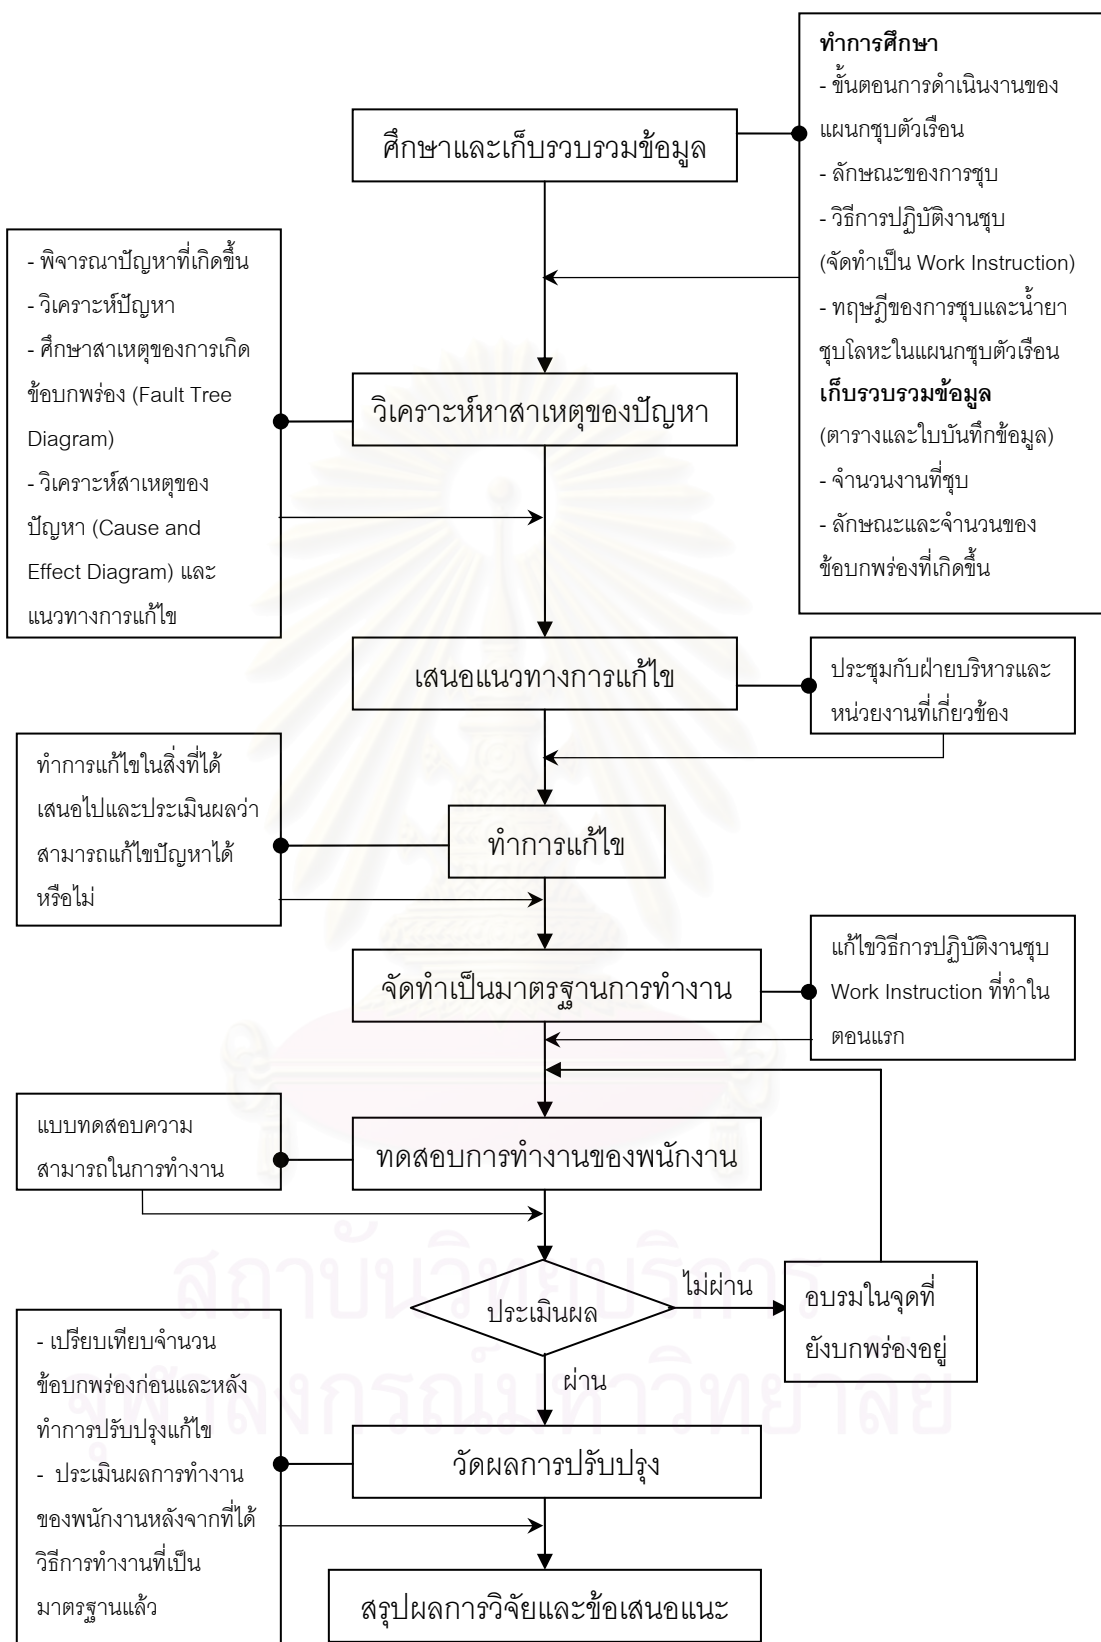 ทำการศึกษา
- ขั้นตอนการดำเนินงานของ
แผนกชุบตัวเรือน
- ลักษณะของการชุบ
- วิธีการปฏิบัติงานชุบ
(จัดทำเป็น Work Instruction)
- ทฤษฎีของการชุบและน้ำยา
ชุบโลหะในแผนกชุบตัวเรือน
เก็บรวบรวมข้อมูล
(ตารางและใบบันทึกข้อมูล)
- จำนวนงานที่ชุบ
- ลักษณะและจำนวนของ
ข้อบกพร่องที่เกิดขึ้น
ศึกษาและเก็บรวบรวมข้อมูล
- พิจารณาปัญหาที่เกิดขึ้น
- วิเคราะห์ปัญหา
- ศึกษาสาเหตุของการเกิด
ข้อบกพร่อง (Fault Tree
Diagram)
- วิเคราะห์สาเหตุของ
ปัญหา (Cause and
Effect Diagram) และ
แนวทางการแก้ไข
วิเคราะห์หาสาเหตุของปัญหา
เสนอแนวทางการแก้ไข
ประชุมกับฝ่ายบริหารและ
หน่วยงานที่เกี่ยวข้อง
ทำการแก้ไขในสิ่งที่ได้
เสนอไปและประเมินผลว่า
สามารถแก้ไขปัญหาได้
หรือไม่
ทำการแก้ไข
จัดทำเป็นมาตรฐานการทำงาน
แก้ไขวิธีการปฏิบัติงานชุบ
Work Instruction ที่ทำใน
ตอนแรก
แบบทดสอบความ
สามารถในการทำงาน
ทดสอบการทำงานของพนักงาน
ประเมินผล
ไม่ผ่าน
อบรมในจุดที่
ยังบกพร่องอยู่
ผ่าน
- เปรียบเทียบจำนวน
ข้อบกพร่องก่อนและหลัง
ทำการปรับปรุงแก้ไข
- ประเมินผลการทำงาน
ของพนักงานหลังจากที่ได้
วิธีการทำงานที่เป็น
มาตรฐานแล้ว
วัดผลการปรับปรุง
สรุปผลการวิจัยและข้อเสนอแนะ
สถาบันวิทยบริการ
จุฬาลงกรณ์มหาวิทยาลัย